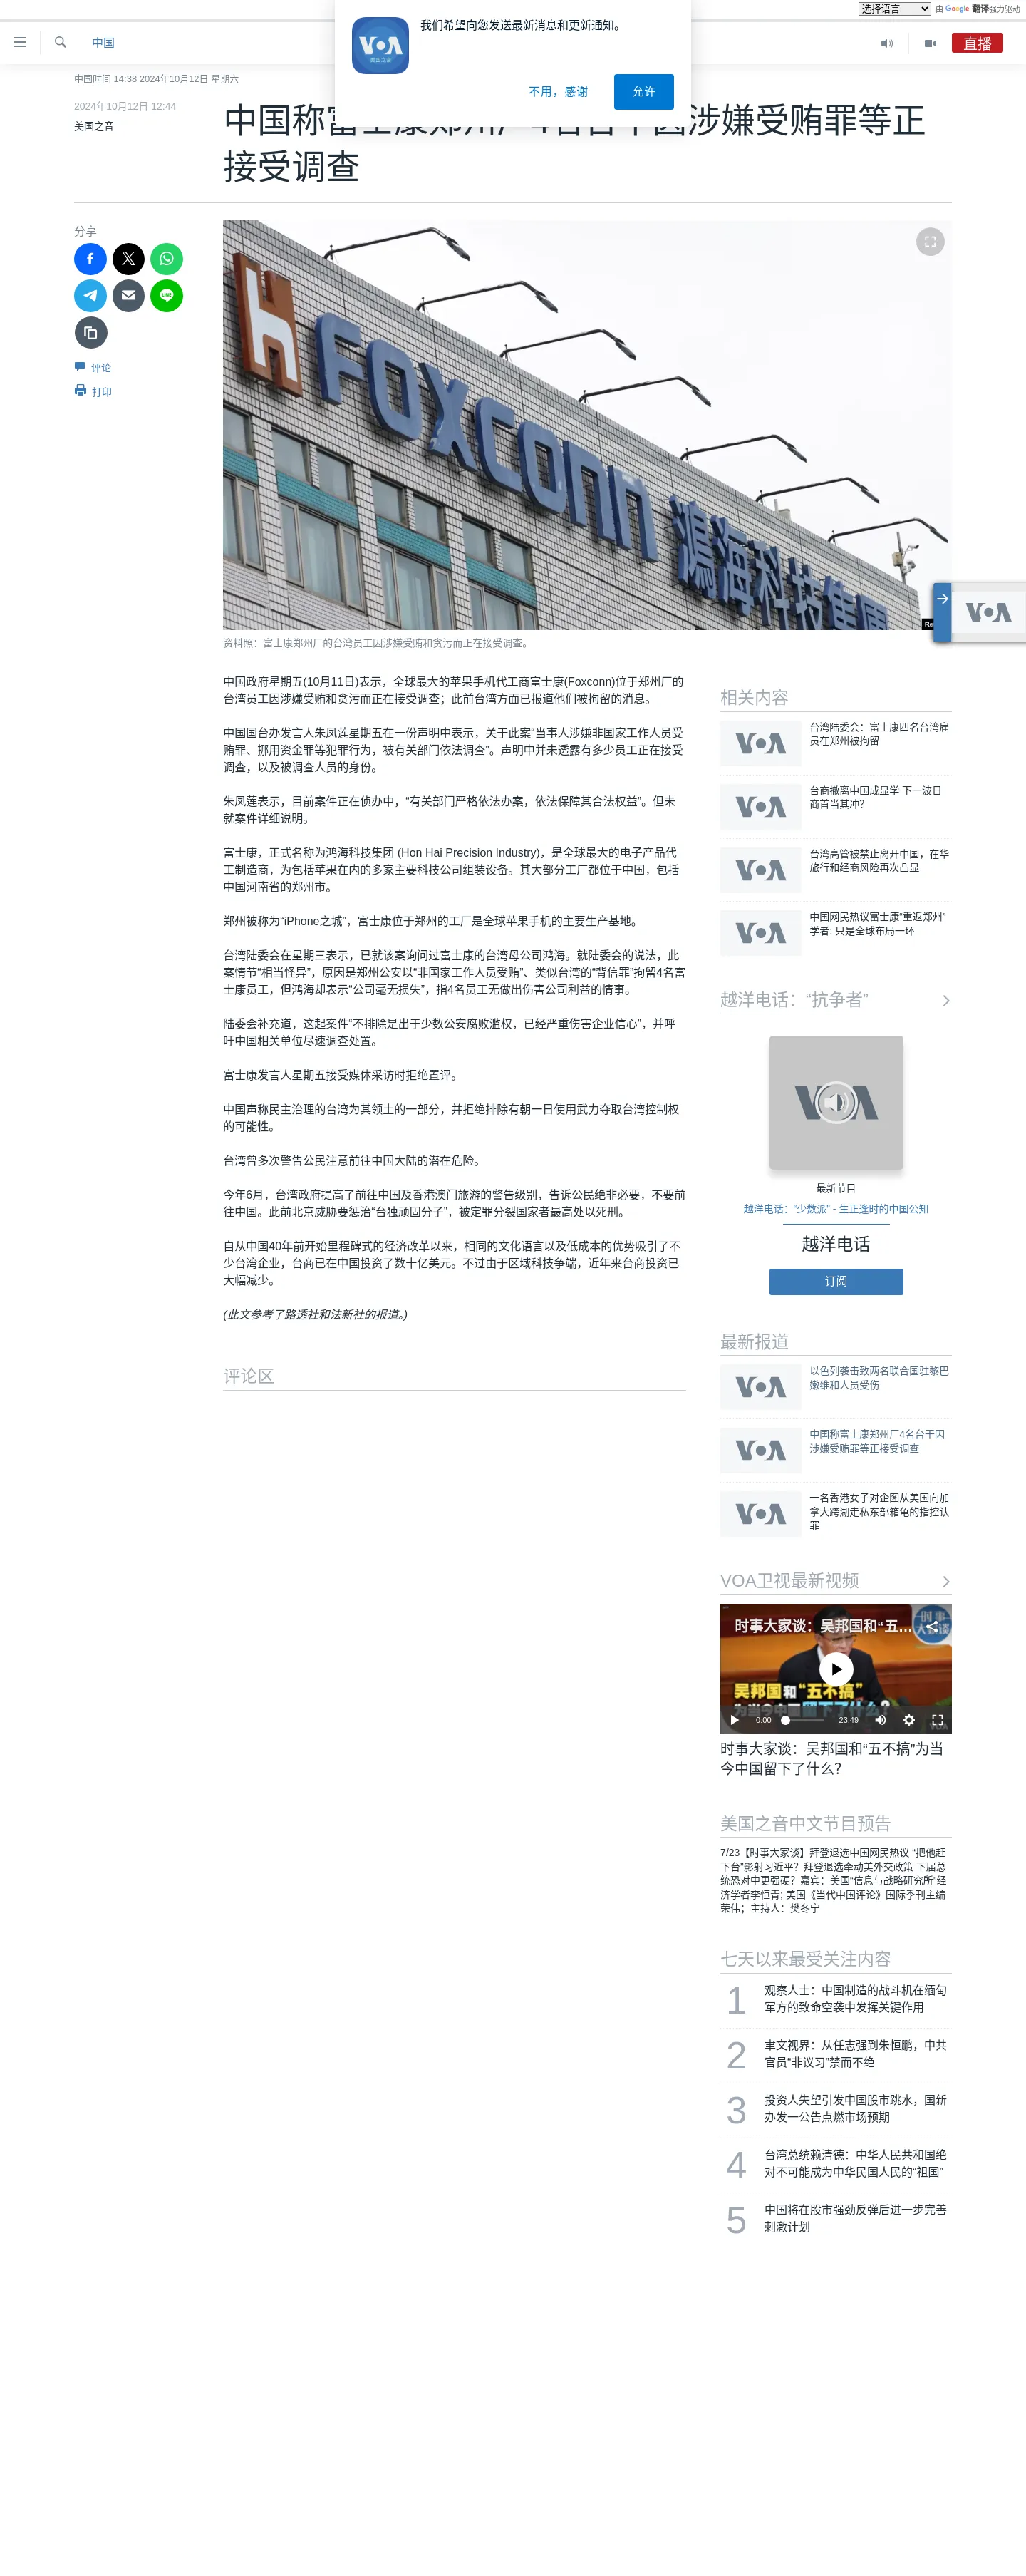 选择语言
由 Google 翻译强力驱动
我们希望向您发送最新消息和更新通知。
VOA
美国之音
不用，感谢
允许
中国
直播
中国时间 14:38 2024年10月12日 星期六
2024年10月12日 12:44
美国之音
涉嫌受贿罪等正
接受调查
分享
评论
打印
FOXCONN 鴻海科技集團
资料照：富士康郑州厂的台湾员工因涉嫌受贿和贪污而正在接受调查。
中国政府星期五(10月11日)表示，全球最大的苹果手机代工商富士康(Foxconn)位于郑州厂的
台湾员工因涉嫌受贿和贪污而正在接受调查；此前台湾方面已报道他们被拘留的消息。
中国国台办发言人朱凤莲星期五在一份声明中表示，关于此案“当事人涉嫌非国家工作人员受
贿罪、挪用资金罪等犯罪行为，被有关部门依法调查”。声明中并未透露有多少员工正在接受
调查，以及被调查人员的身份。
朱凤莲表示，目前案件正在侦办中，“有关部门严格依法办案，依法保障其合法权益”。但未
就案件详细说明。
富士康，正式名称为鸿海科技集团 (Hon Hai Precision Industry)，是全球最大的电子产品代
工制造商，为包括苹果在内的多家主要科技公司组装设备。其大部分工厂都位于中国，包括
中国河南省的郑州市。
郑州被称为“iPhone之城”，富士康位于郑州的工厂是全球苹果手机的主要生产基地。
台湾陆委会在星期三表示，已就该案询问过富士康的台湾母公司鸿海。就陆委会的说法，此
案情节“相当怪异”，原因是郑州公安以“非国家工作人员受贿”、类似台湾的“背信罪”拘留4名富
士康员工，但鸿海却表示“公司毫无损失”，指4名员工无做出伤害公司利益的情事。
陆委会补充道，这起案件“不排除是出于少数公安腐败滥权，已经严重伤害企业信心”，并呼
吁中国相关单位尽速调查处置。
富士康发言人星期五接受媒体采访时拒绝置评。
中国声称民主治理的台湾为其领土的一部分，并拒绝排除有朝一日使用武力夺取台湾控制权
的可能性。
台湾曾多次警告公民注意前往中国大陆的潜在危险。
今年6月，台湾政府提高了前往中国及香港澳门旅游的警告级别，告诉公民绝非必要，不要前
往中国。此前北京威胁要惩治“台独顽固分子”，被定罪分裂国家者最高处以死刑。
自从中国40年前开始里程碑式的经济改革以来，相同的文化语言以及低成本的优势吸引了不
少台湾企业，台商已在中国投资了数十亿美元。不过由于区域科技争端，近年来台商投资已
大幅减少。
(此文参考了路透社和法新社的报道。)
评论区
VOA
相关内容
VOA
台湾陆委会：富士康四名台湾雇
员在郑州被拘留
VOA
台商撤离中国成显学 下一波日
商首当其冲？
VOA
台湾高管被禁止离开中国，在华
旅行和经商风险再次凸显
VOA
中国网民热议富士康“重返郑州”
学者: 只是全球布局一环
越洋电话：“抗争者”
最新节目
越洋电话：“少数派” - 生正逢时的中国公知
越洋电话
订阅
最新报道
VOA
以色列袭击致两名联合国驻黎巴
嫩维和人员受伤
VOA
中国称富士康郑州厂4名台干因
涉嫌受贿罪等正接受调查
VOA
一名香港女子对企图从美国向加
拿大跨湖走私东部箱龟的指控认
罪
VOA卫视最新视频
时事大家谈：吴邦国和“五...
时事大家谈
吴邦国和“五不搞”
为当今中国留下了什么？
0:00
23:49
VOA
时事大家谈：吴邦国和“五不搞”为当
今中国留下了什么？
美国之音中文节目预告
7/23【时事大家谈】拜登退选中国网民热议 “把他赶
下台”影射习近平？拜登退选牵动美外交政策 下届总
统恐对中更强硬？嘉宾：美国“信息与战略研究所”经
济学者李恒青; 美国《当代中国评论》国际季刊主编
荣伟；主持人：樊冬宁
七天以来最受关注内容
1
观察人士：中国制造的战斗机在缅甸
军方的致命空袭中发挥关键作用
2
聿文视界：从任志强到朱恒鹏，中共
官员“非议习”禁而不绝
3
投资人失望引发中国股市跳水，国新
办发一公告点燃市场预期
4
台湾总统赖清德：中华人民共和国绝
对不可能成为中华民国人民的“祖国”
5
中国将在股市强劲反弹后进一步完善
刺激计划